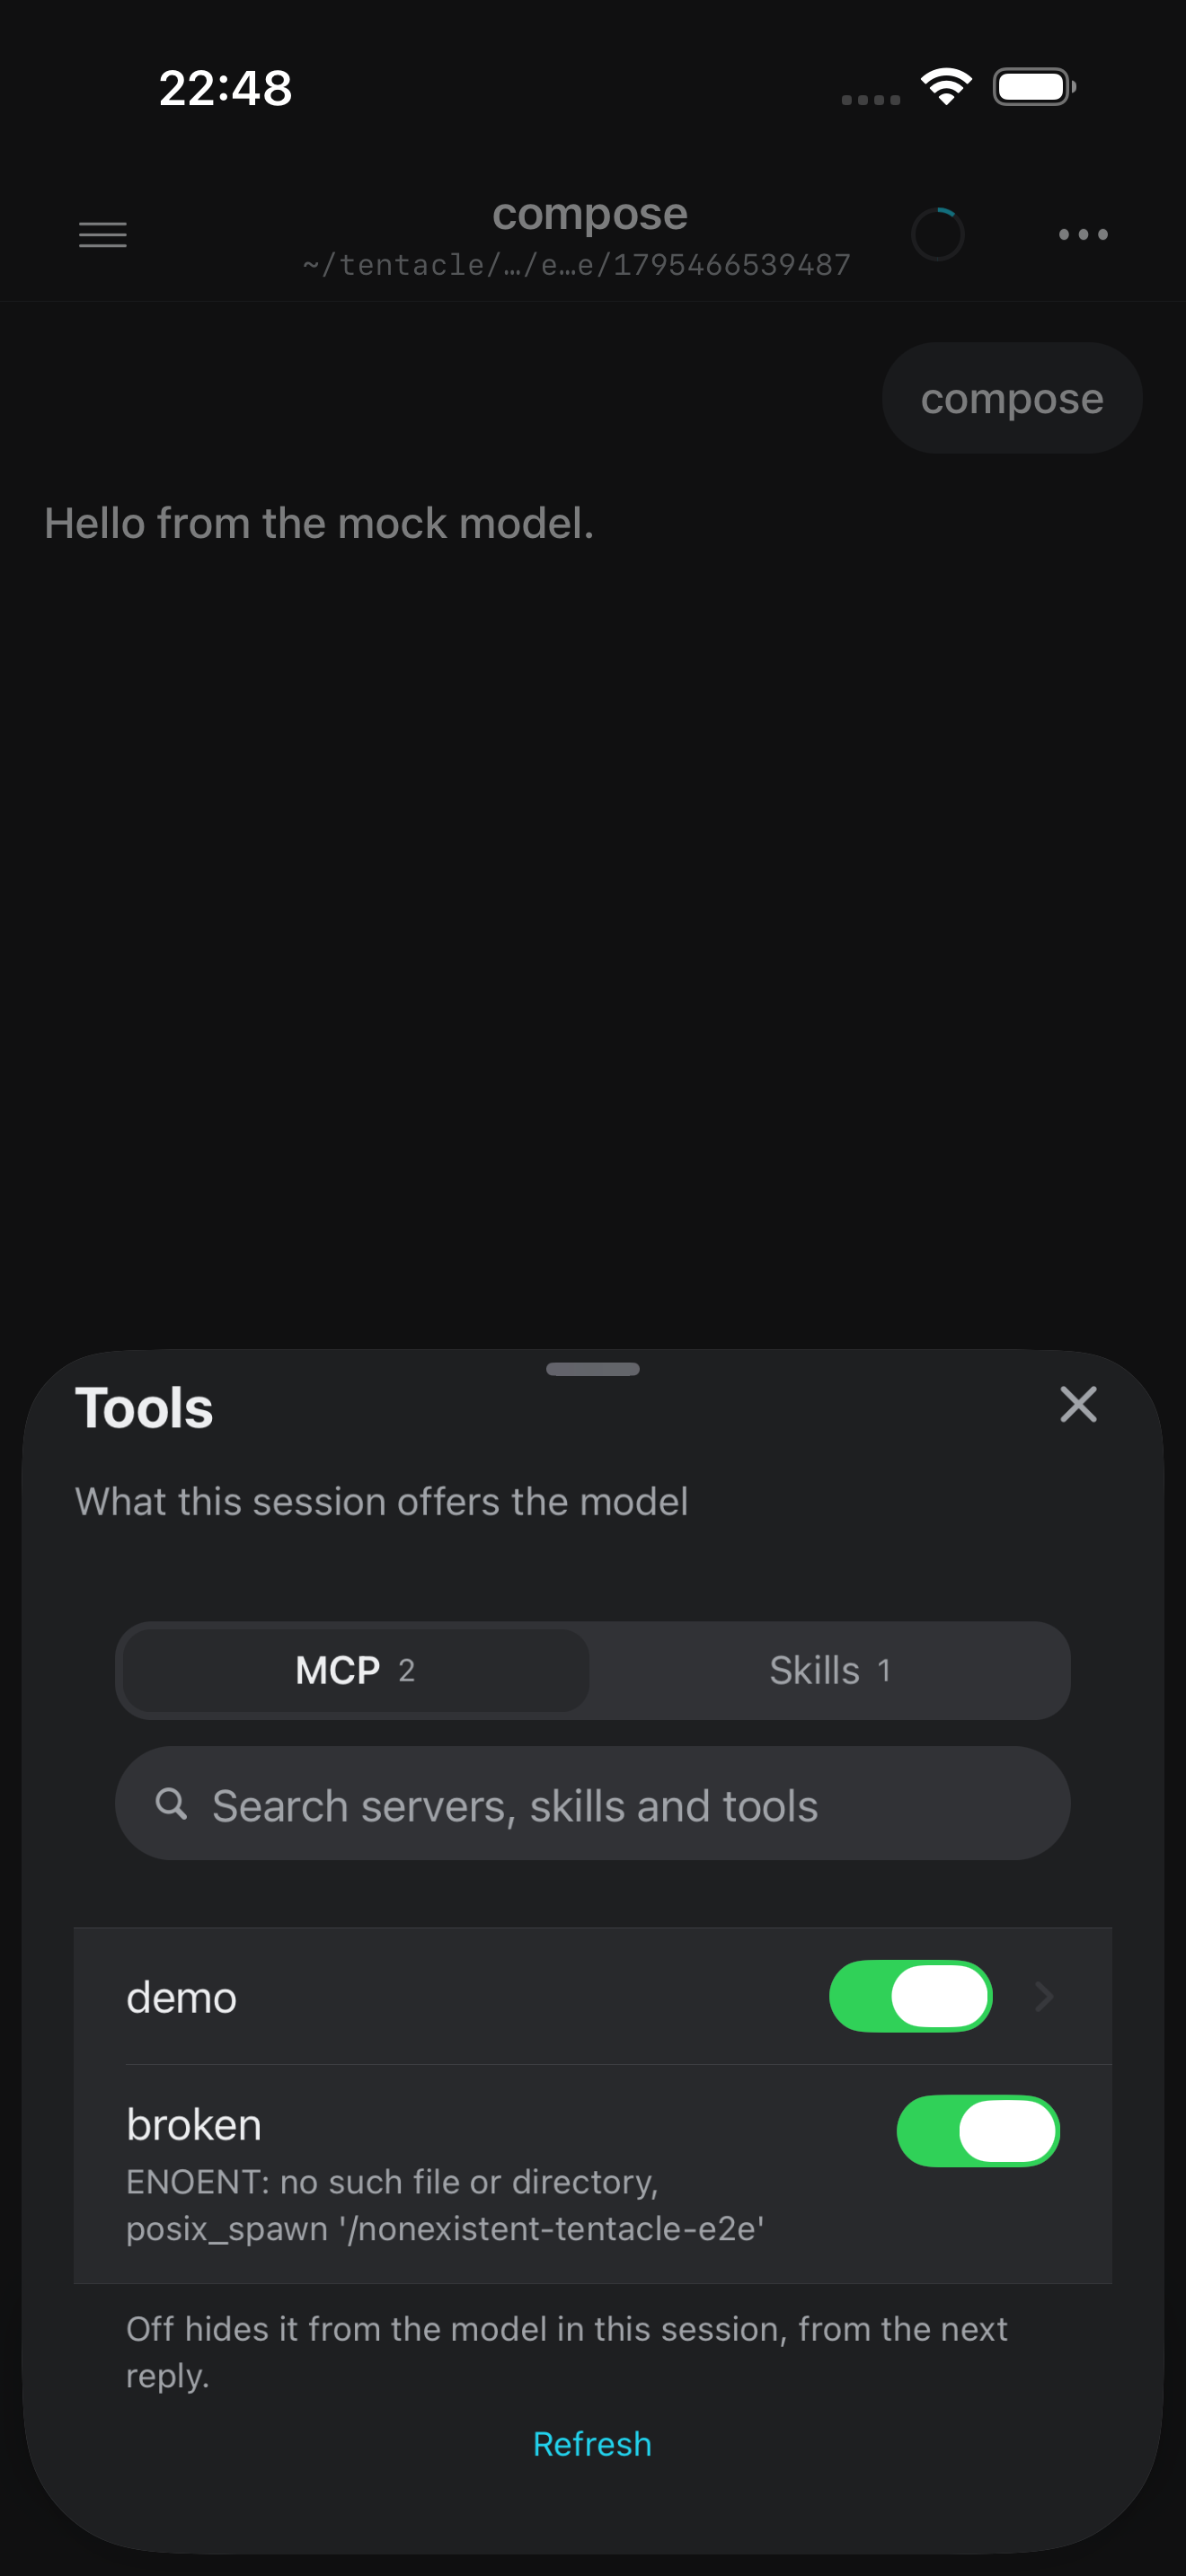 22:48
compose
~/tentacle/…/e…e/1795466539487
compose
Hello from the mock model.
Tools
What this session offers the model
MCP 2
Skills 1
Search servers, skills and tools
demo
broken
ENOENT: no such file or directory,
posix_spawn '/nonexistent-tentacle-e2e'
Off hides it from the model in this session, from the next
reply.
Refresh